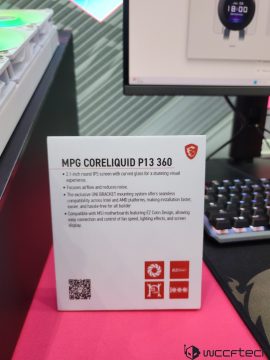 18:00
MPG CORELIQUID P13 360
• 2.1-inch round IPS screen with curved glass for a stunning visual
experience.
• Focuses airflow and reduces noise.
• The exclusive UNI BRACKET mounting system offers seamless
compatibility across Intel and AMD platforms, making installation faster,
easier, and hassle-free for all builder
• Compatible with MSI motherboards featuring EZ Conn Design, allowing
easy connection and control of fan speed, lighting effects, and screen
display.
wccftech